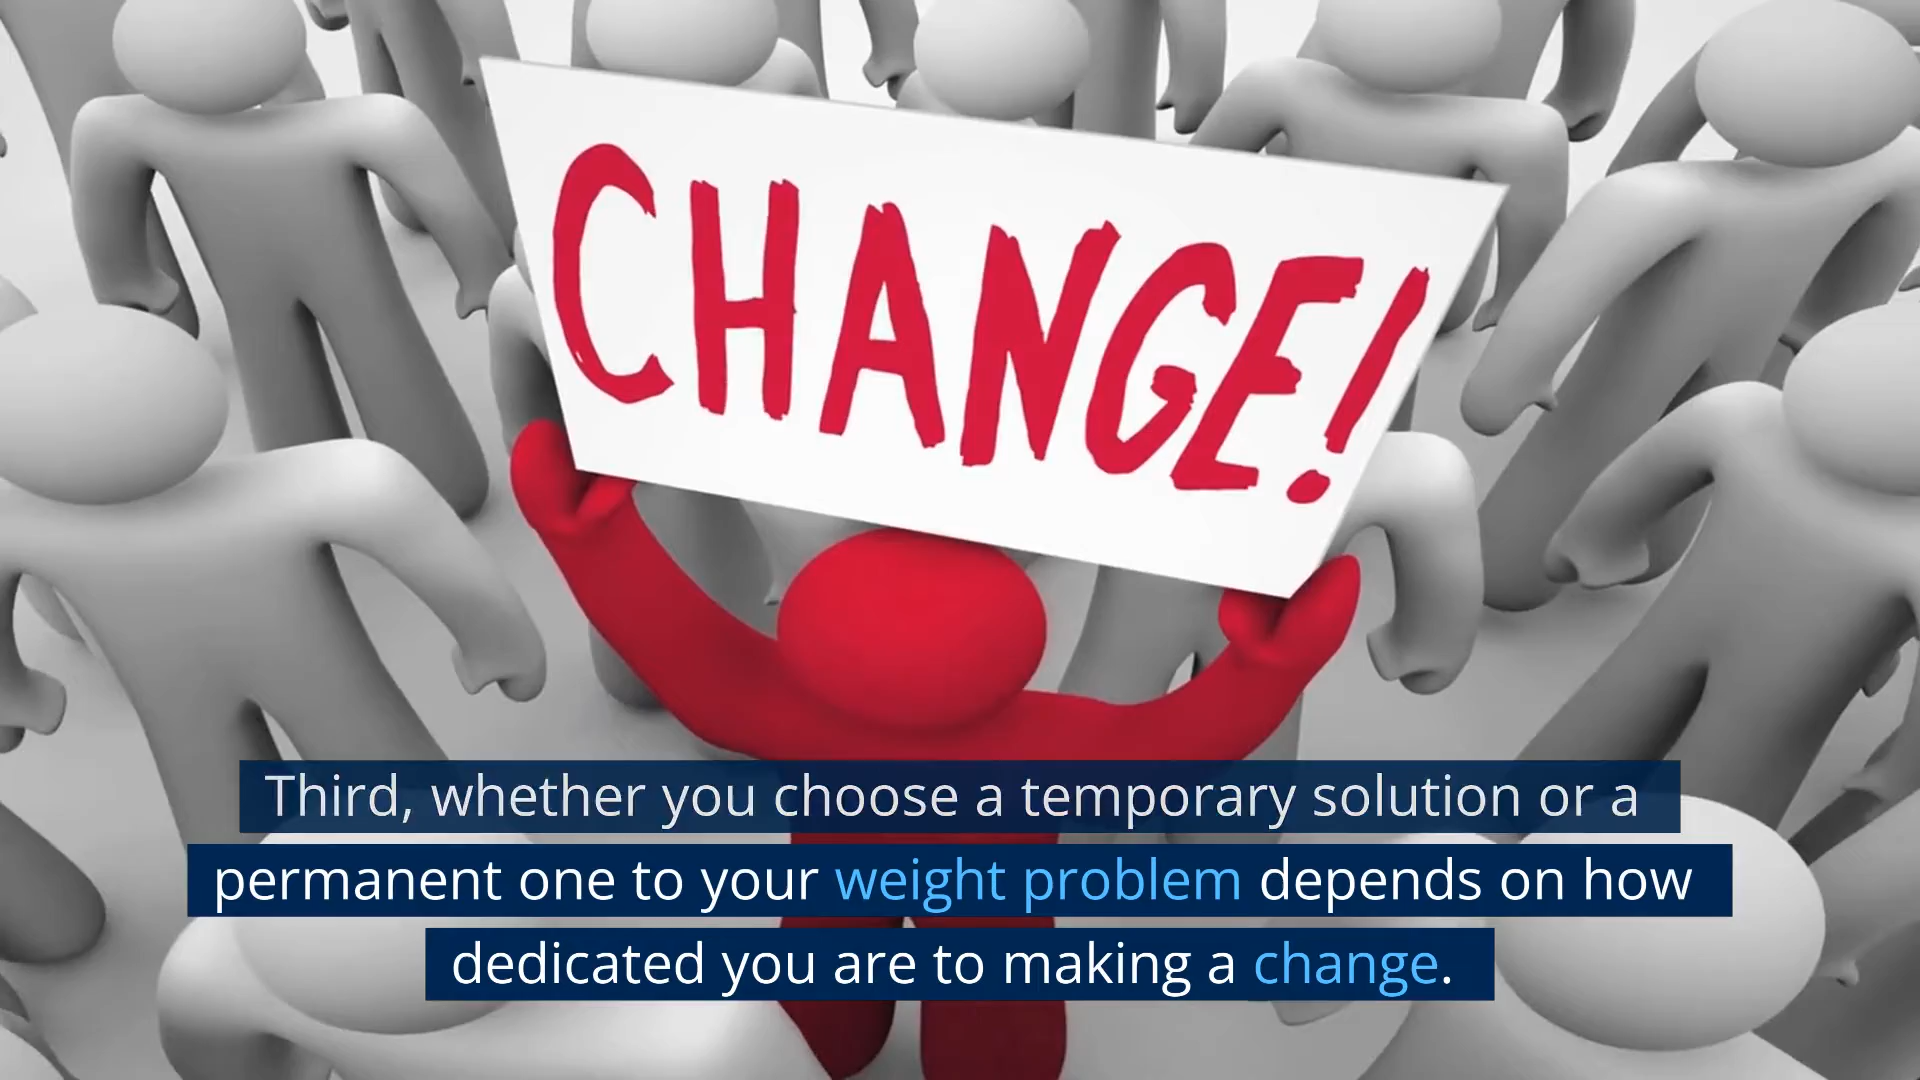 CHANGE!
Third, whether you choose a temporary solution or a
permanent one to your weight problem depends on how
dedicated you are to making a change.